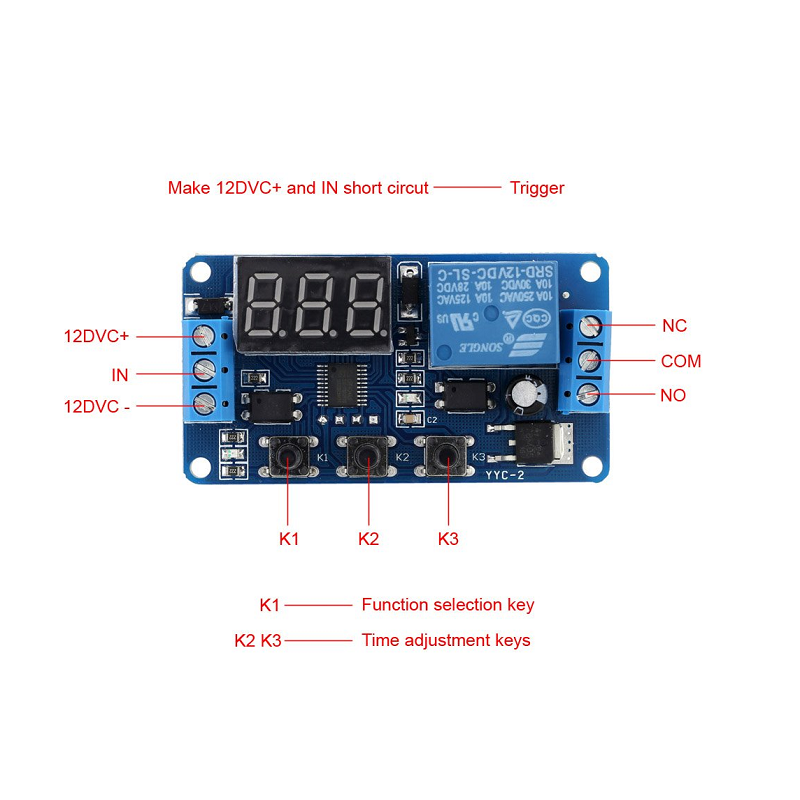 Make 12DVC+ and IN short circut Trigger
12DVC+
IN
12DVC -
SRD-12VDC-SL-C
10A 250VAC 10A 125VAC
10A 30VDC 10A 28VDC
CQC
US
SONGLE
NC
COM
NO
C2
K1
K2
K3
YYC-2
K1
K2
K3
K1 Function selection key
K2 K3 Time adjustment keys